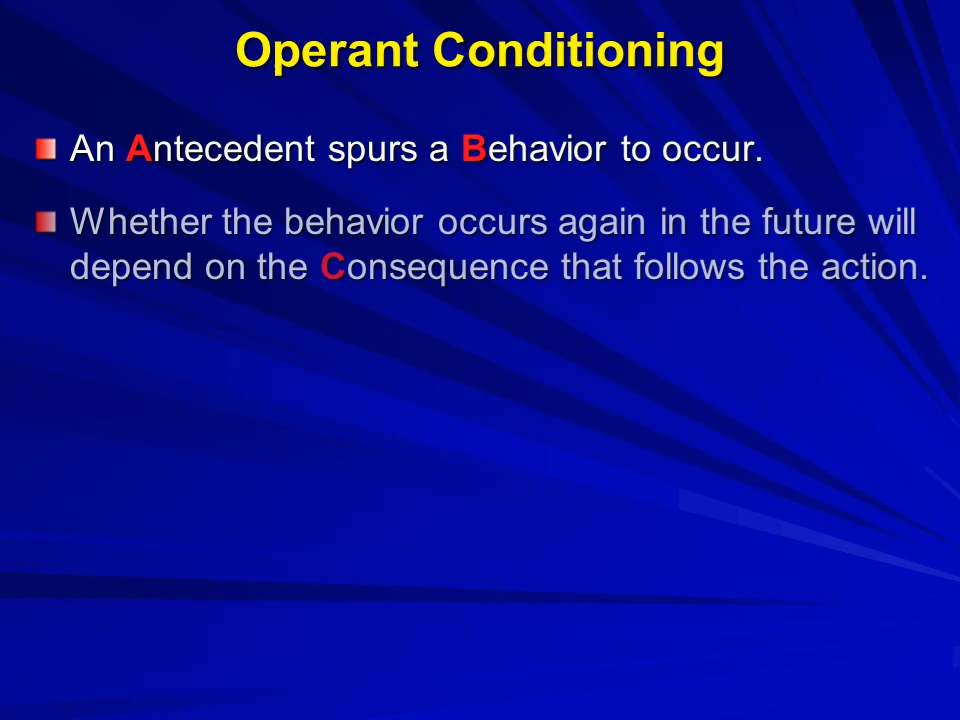 Operant Conditioning
An Antecedent spurs a Behavior to occur.
Whether the behavior occurs again in the future will
depend on the Consequence that follows the action.